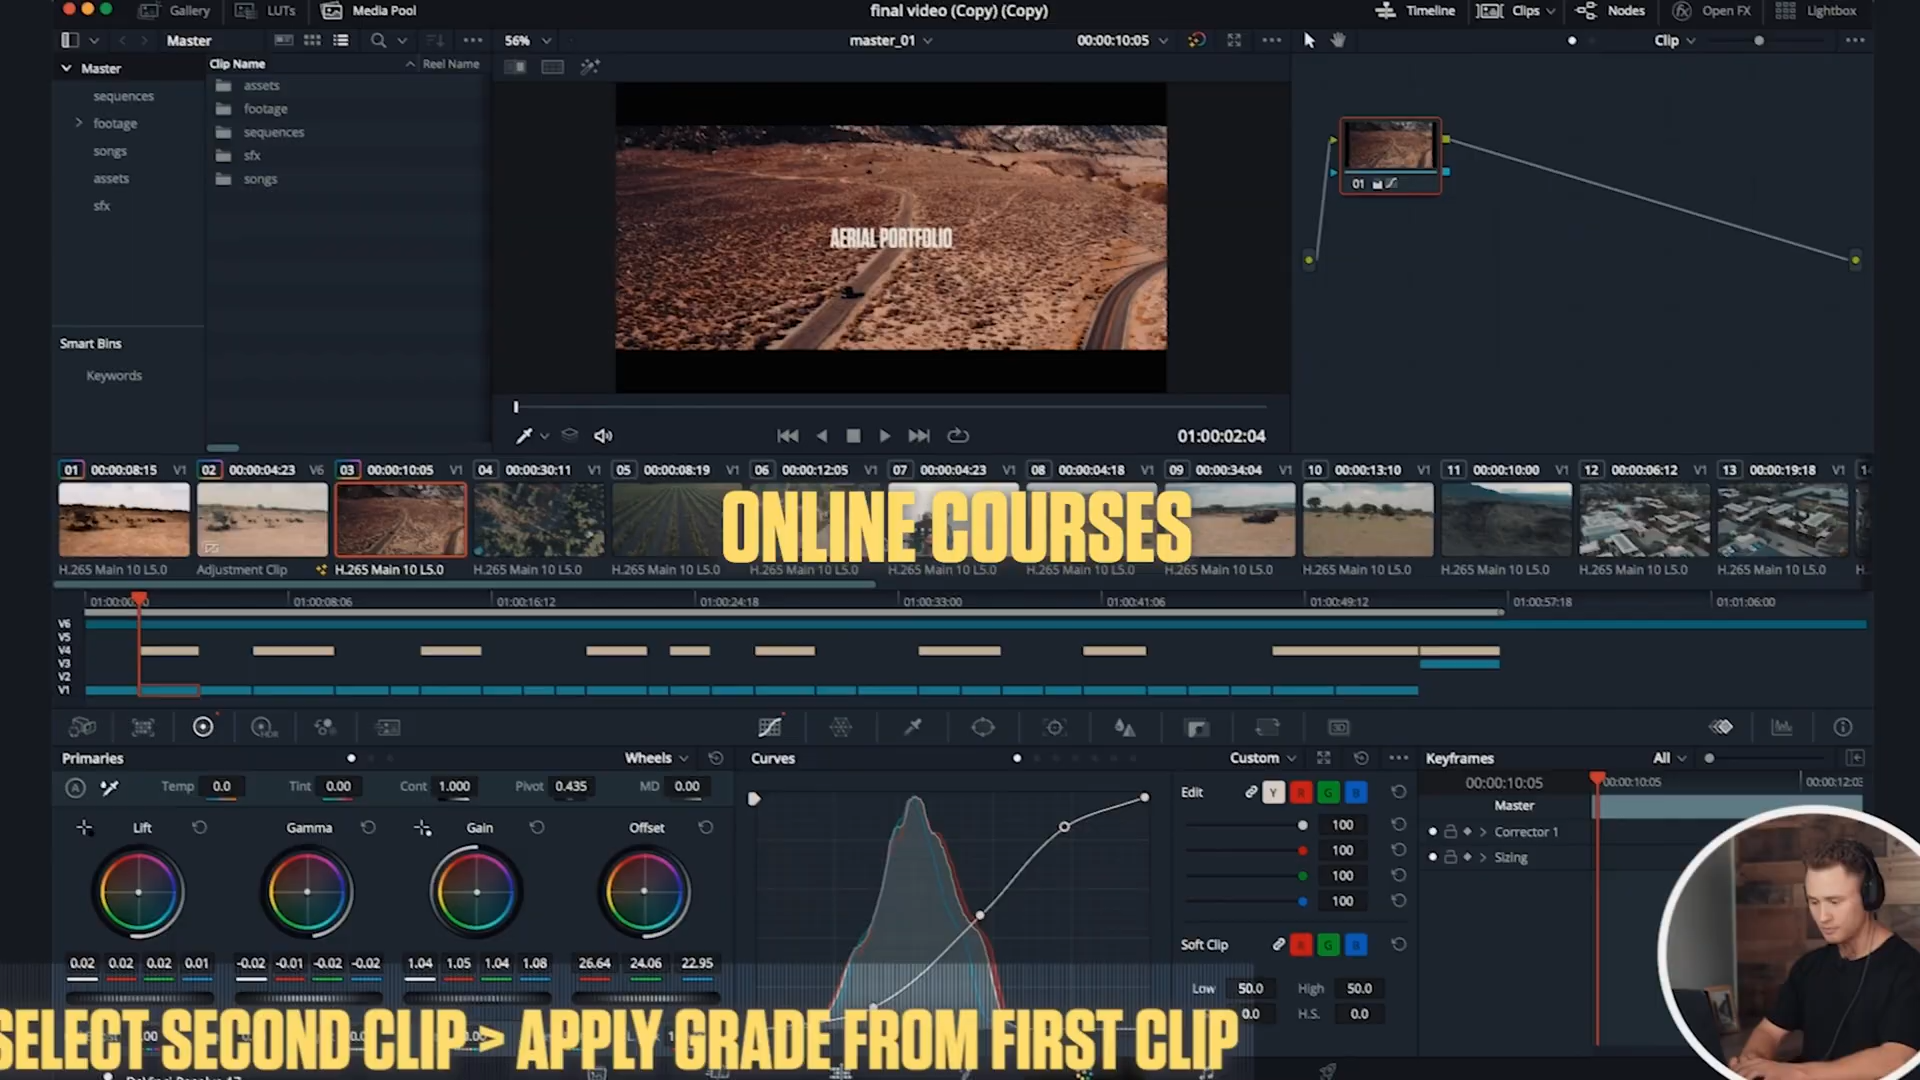 Gallery LUTs Media Pool final video (Copy) (Copy) Timeline Clips Nodes Open FX Lightbox
Master 56% master_01 00:00:10:05 Clip
Master Clip Name Reel Name
sequences assets
footage footage
songs sequences
assets sfx
sfx songs
AERIAL PORTFOLIO
01
Smart Bins
Keywords
01:00:02:04
01 00:00:08:15 V1 02 00:00:04:23 V6 03 00:00:10:05 V1 04 00:00:30:11 V1 05 00:00:08:19 V1 06 00:00:12:05 V1 07 00:00:04:23 V1 08 00:00:04:18 V1 09 00:00:34:04 V1 10 00:00:13:10 V1 11 00:00:10:00 V1 12 00:00:06:12 V1 13 00:00:19:18 V1
ONLINE COURSES
H.265 Main 10 L5.0 Adjustment Clip H.265 Main 10 L5.0 H.265 Main 10 L5.0 H.265 Main 10 L5.0 H.265 Main 10 L5.0 H.265 Main 10 L5.0 H.265 Main 10 L5.0 H.265 Main 10 L5.0 H.265 Main 10 L5.0 H.265 Main 10 L5.0 H.265 Main 10 L5.0 H.265 Main 10 L5.0
01:00:08:06 01:00:16:12 01:00:24:18 01:00:33:00 01:00:41:06 01:00:49:12 01:00:57:18 01:01:06:00
V6
V5
V4
V3
V2
V1
Primaries Wheels Curves Custom Keyframes All
Temp 0.0 Tint 0.00 Cont 1.000 Pivot 0.435 MD 0.00
Lift Gamma Gain Offset
0.02 0.02 0.02 0.01 -0.02 -0.01 -0.02 -0.02 1.04 1.05 1.04 1.08 26.64 24.06 22.95
Edit Y R G B
100
100
100
100
Soft Clip R G B
Low 50.0 High 50.0
0.0 H.S. 0.0
00:00:10:05 00:00:10:05
Master
Corrector 1
Sizing
SELECT SECOND CLIP > APPLY GRADE FROM FIRST CLIP